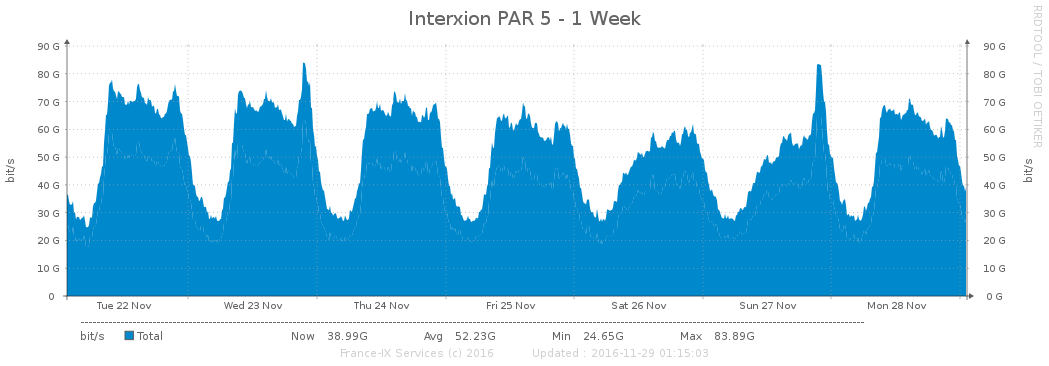 Interxion PAR 5 - 1 Week
RRDTOOL / TOBI OETIKER
90 G 90 G
80 G 80 G
70 G 70 G
60 G 60 G
50 G 50 G
40 G 40 G
30 G 30 G
20 G 20 G
10 G 10 G
0 0 G
bit/s bit/s
Tue 22 Nov Wed 23 Nov Thu 24 Nov Fri 25 Nov Sat 26 Nov Sun 27 Nov Mon 28 Nov
bit/s Total Now 38.99G Avg 52.23G Min 24.65G Max 83.89G
France-IX Services (c) 2016 Updated : 2016-11-29 01:15:03